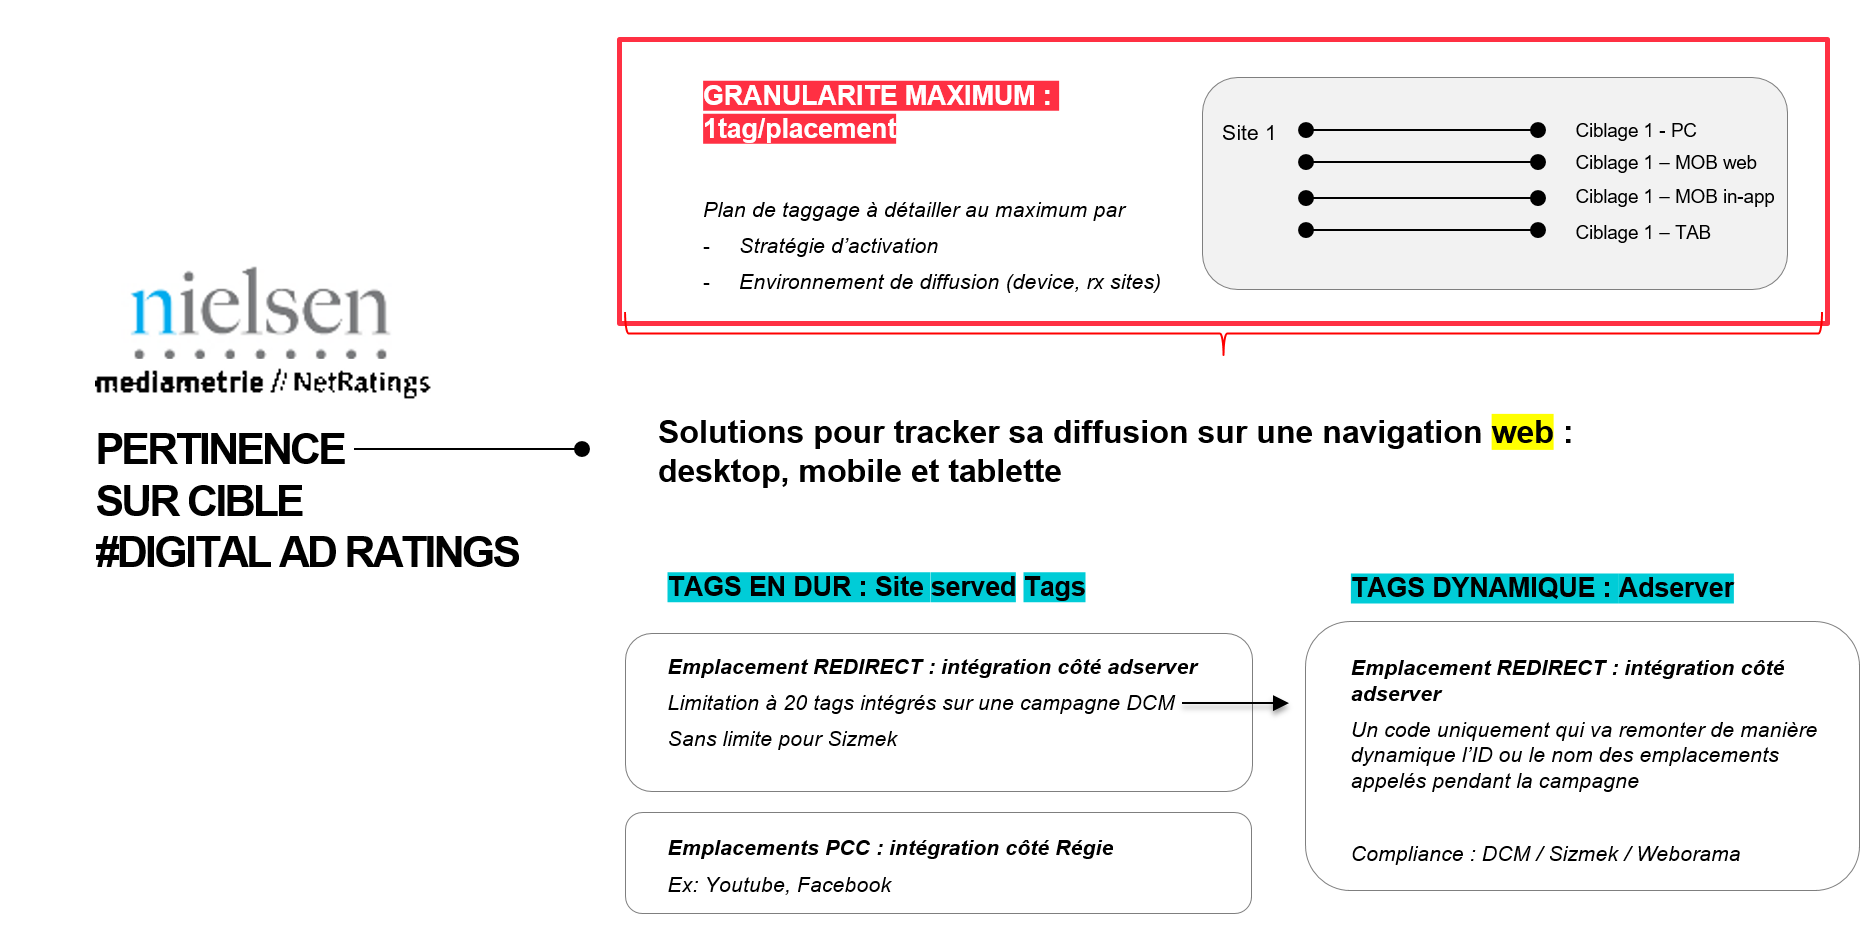 GRANULARITE MAXIMUM :
1tag/placement
Plan de taggage à détailler au maximum par
- Stratégie d’activation
- Environnement de diffusion (device, rx sites)
Site 1
Ciblage 1 - PC
Ciblage 1 – MOB web
Ciblage 1 – MOB in-app
Ciblage 1 – TAB
nielsen
mediametrie // NetRatings
PERTINENCE
SUR CIBLE
#DIGITAL AD RATINGS
Solutions pour tracker sa diffusion sur une navigation web :
desktop, mobile et tablette
TAGS EN DUR : Site served Tags
Emplacement REDIRECT : intégration côté adserver
Limitation à 20 tags intégrés sur une campagne DCM
Sans limite pour Sizmek
Emplacements PCC : intégration côté Régie
Ex: Youtube, Facebook
TAGS DYNAMIQUE : Adserver
Emplacement REDIRECT : intégration côté
adserver
Un code uniquement qui va remonter de manière
dynamique l’ID ou le nom des emplacements
appelés pendant la campagne
Compliance : DCM / Sizmek / Weborama